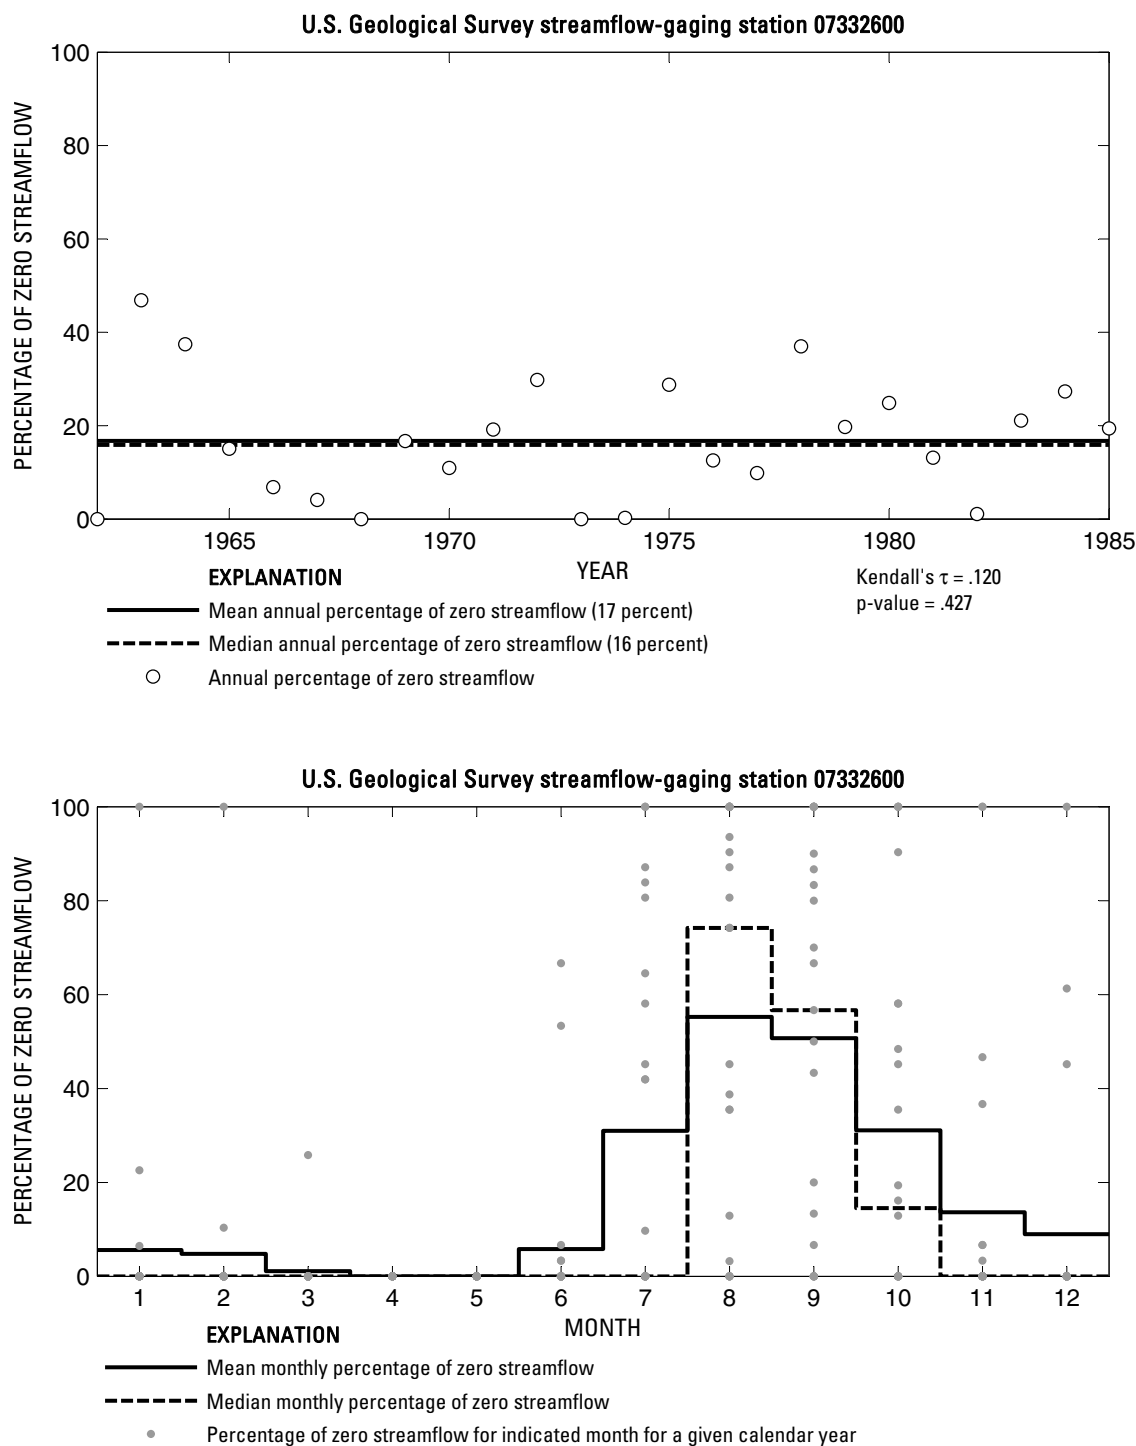 U.S. Geological Survey streamflow-gaging station 07332600
PERCENTAGE OF ZERO STREAMFLOW
100
80
60
40
20
0
1965 1970 1975 1980 1985
YEAR
EXPLANATION
Mean annual percentage of zero streamflow (17 percent)
Median annual percentage of zero streamflow (16 percent)
Annual percentage of zero streamflow
Kendall's τ = .120
p-value = .427
U.S. Geological Survey streamflow-gaging station 07332600
PERCENTAGE OF ZERO STREAMFLOW
100
80
60
40
20
0
1 2 3 4 5 6 7 8 9 10 11 12
MONTH
EXPLANATION
Mean monthly percentage of zero streamflow
Median monthly percentage of zero streamflow
Percentage of zero streamflow for indicated month for a given calendar year